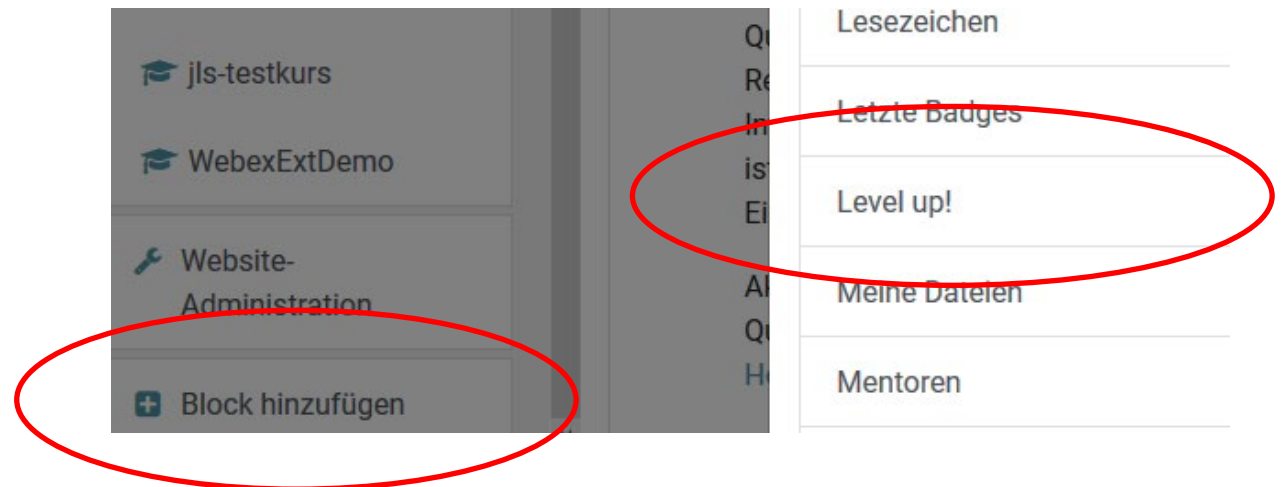 jls-testkurs
WebexExtDemo
Website-
Administration
Block hinzufügen
Lesezeichen
Letzte Badges
Level up!
Meine Dateien
Mentoren